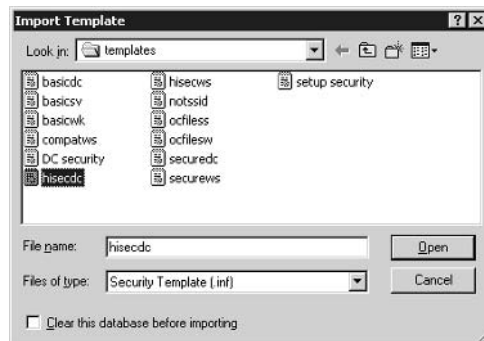 Import Template
Look in: templates
basicdc hisecws setup security
basicsv notssid
basicwk ocfiless
compatws ocfilesw
DC security securedc
hisecdc securews
File name: hisecdc Open
Files of type: Security Template (.inf) Cancel
Clear this database before importing